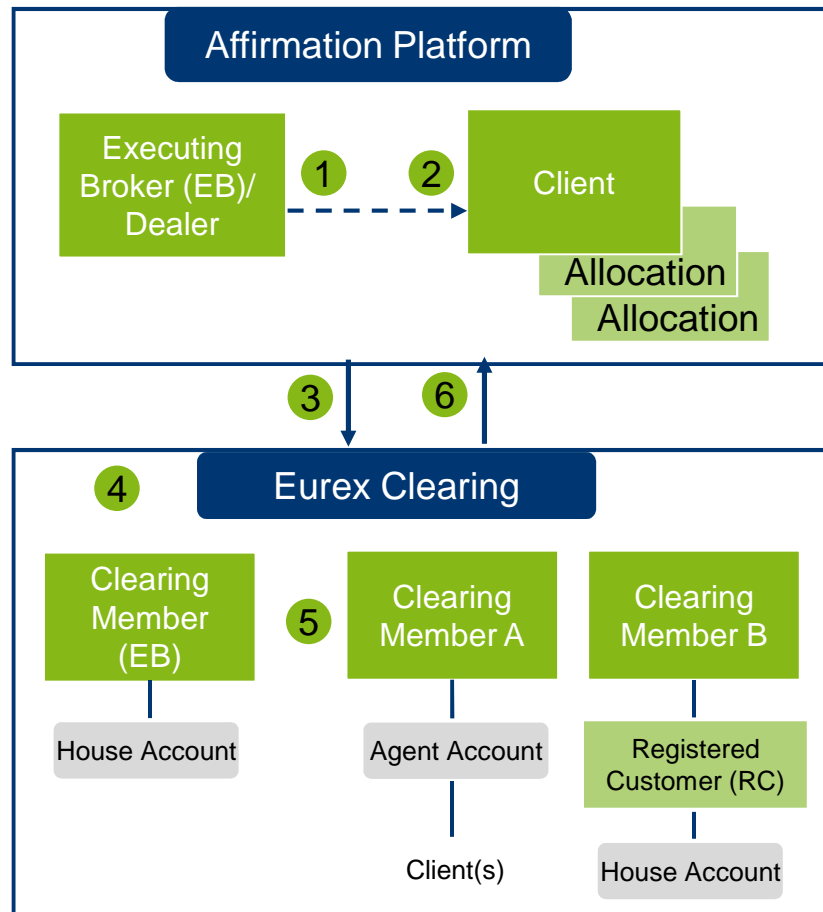 Affirmation Platform
Executing
Broker (EB)/
Dealer
1
2
Client
Allocation
Allocation
3
6
Eurex Clearing
4
Clearing
Member
(EB)
5
Clearing
Member A
Clearing
Member B
House Account
Agent Account
Registered
Customer (RC)
Client(s)
House Account